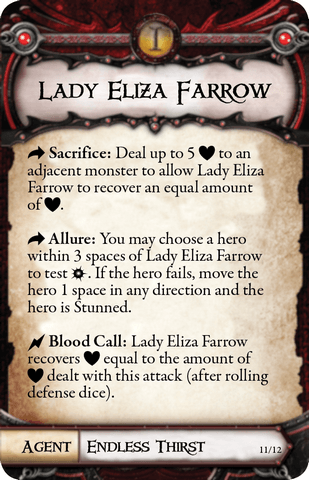 I
Lady Eliza Farrow
Sacrifice: Deal up to 5 ♥ to an
adjacent monster to allow Lady Eliza
Farrow to recover an equal amount
of ♥.
Allure: You may choose a hero
within 3 spaces of Lady Eliza Farrow
to test . If the hero fails, move the
hero 1 space in any direction and the
hero is Stunned.
Blood Call: Lady Eliza Farrow
recovers ♥ equal to the amount of
♥ dealt with this attack (after rolling
defense dice).
Agent Endless Thirst 11/12